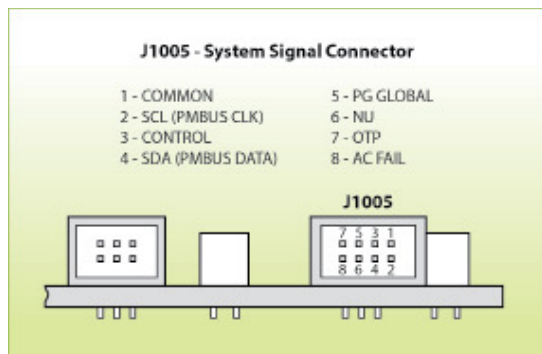 J1005 - System Signal Connector
1 - COMMON
2 - SCL (PMBUS CLK)
3 - CONTROL
4 - SDA (PMBUS DATA)
5 - PG GLOBAL
6 - NU
7 - OTP
8 - AC FAIL
J1005
7 5 3 1
8 6 4 2